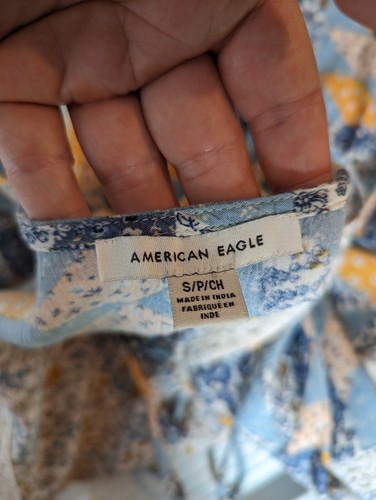 AMERICAN EAGLE
S/P/CH
MADE IN INDIA
FABRIQUÉ EN
INDE